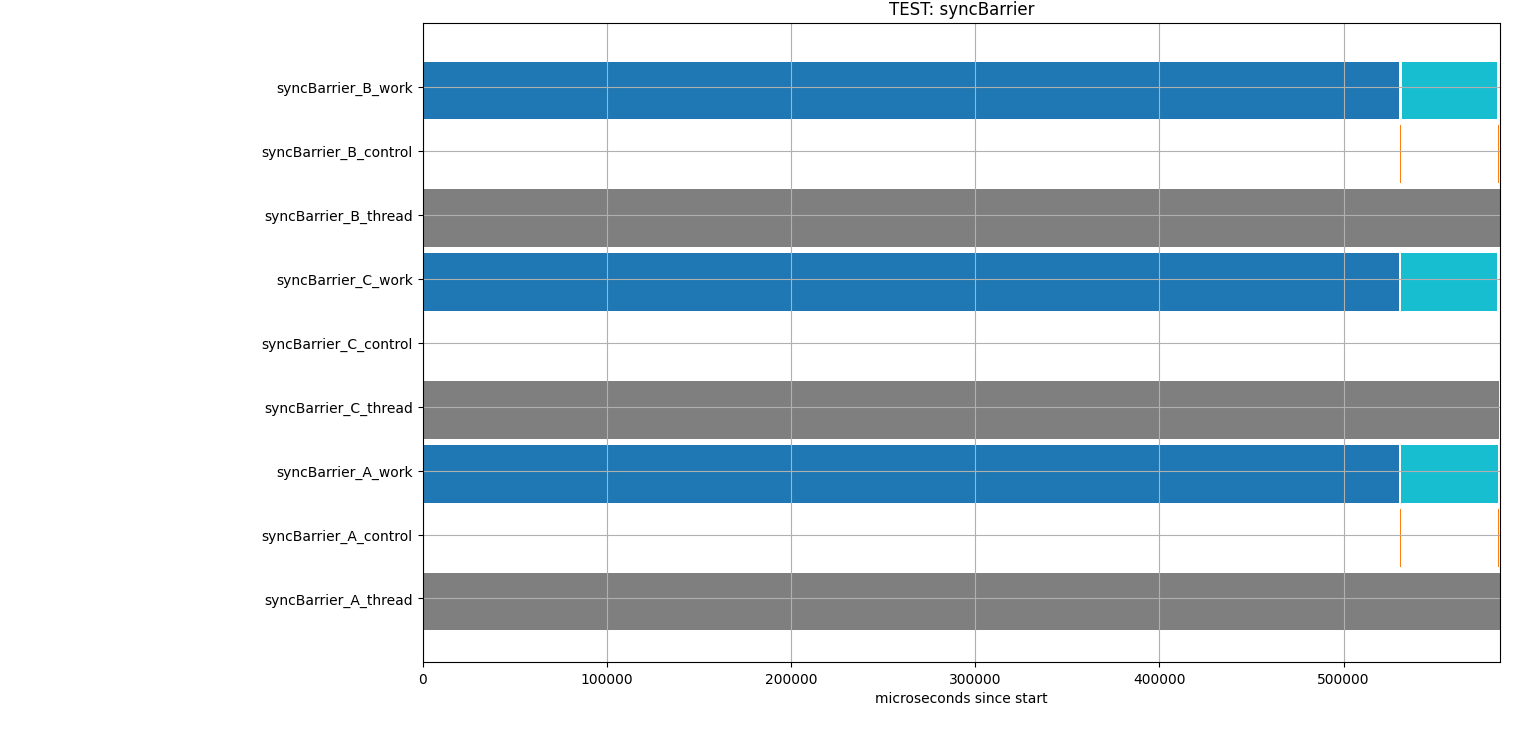 TEST: syncBarrier
syncBarrier_B_work
syncBarrier_B_control
syncBarrier_B_thread
syncBarrier_C_work
syncBarrier_C_control
syncBarrier_C_thread
syncBarrier_A_work
syncBarrier_A_control
syncBarrier_A_thread
0 100000 200000 300000 400000 500000
microseconds since start